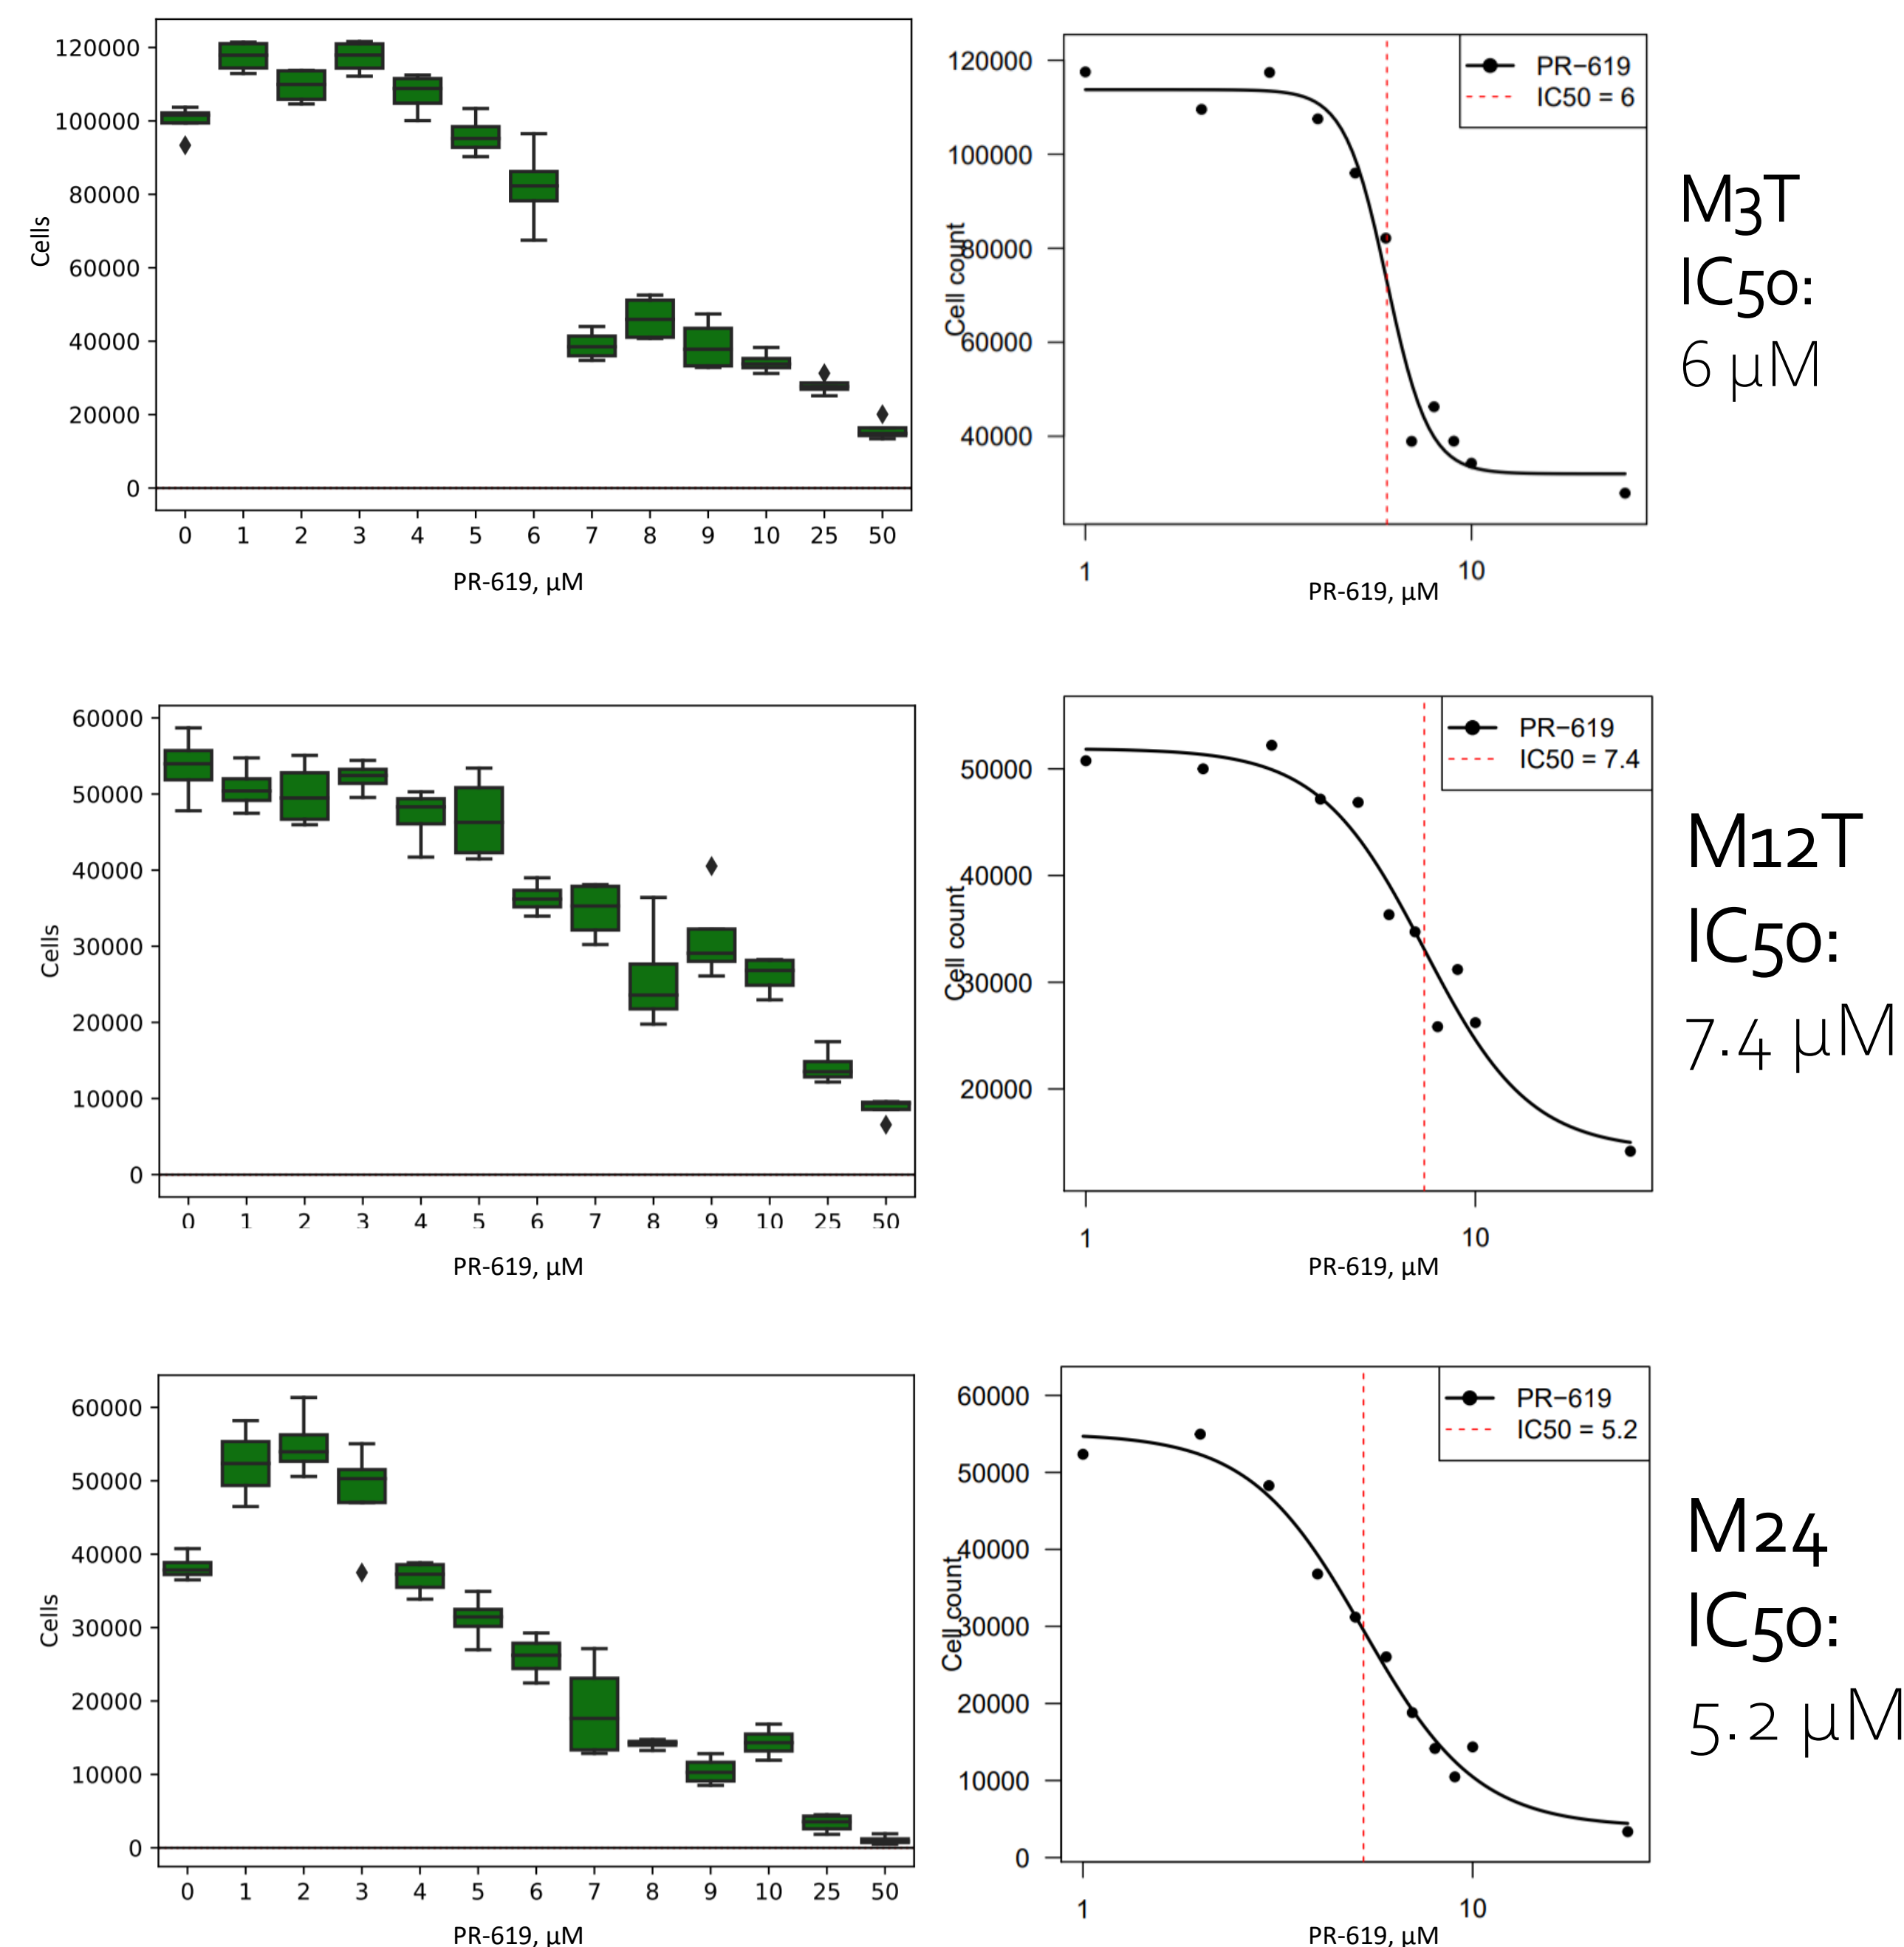 120000
100000
80000
60000
40000
20000
0
Cells
0 1 2 3 4 5 6 7 8 9 10 25 50
PR-619, µM
120000
100000
80000
60000
40000
Cell count
PR−619
IC50 = 6
1 10
PR-619, µM
M3T
IC50:
6 µM
60000
50000
40000
30000
20000
10000
0
Cells
0 1 2 3 4 5 6 7 8 9 10 25 50
PR-619, µM
50000
40000
30000
20000
Cell count
PR−619
IC50 = 7.4
1 10
PR-619, µM
M12T
IC50:
7.4 µM
60000
50000
40000
30000
20000
10000
0
Cells
0 1 2 3 4 5 6 7 8 9 10 25 50
PR-619, µM
60000
50000
40000
30000
20000
10000
0
Cell count
PR−619
IC50 = 5.2
1 10
PR-619, µM
M24
IC50:
5.2 µM